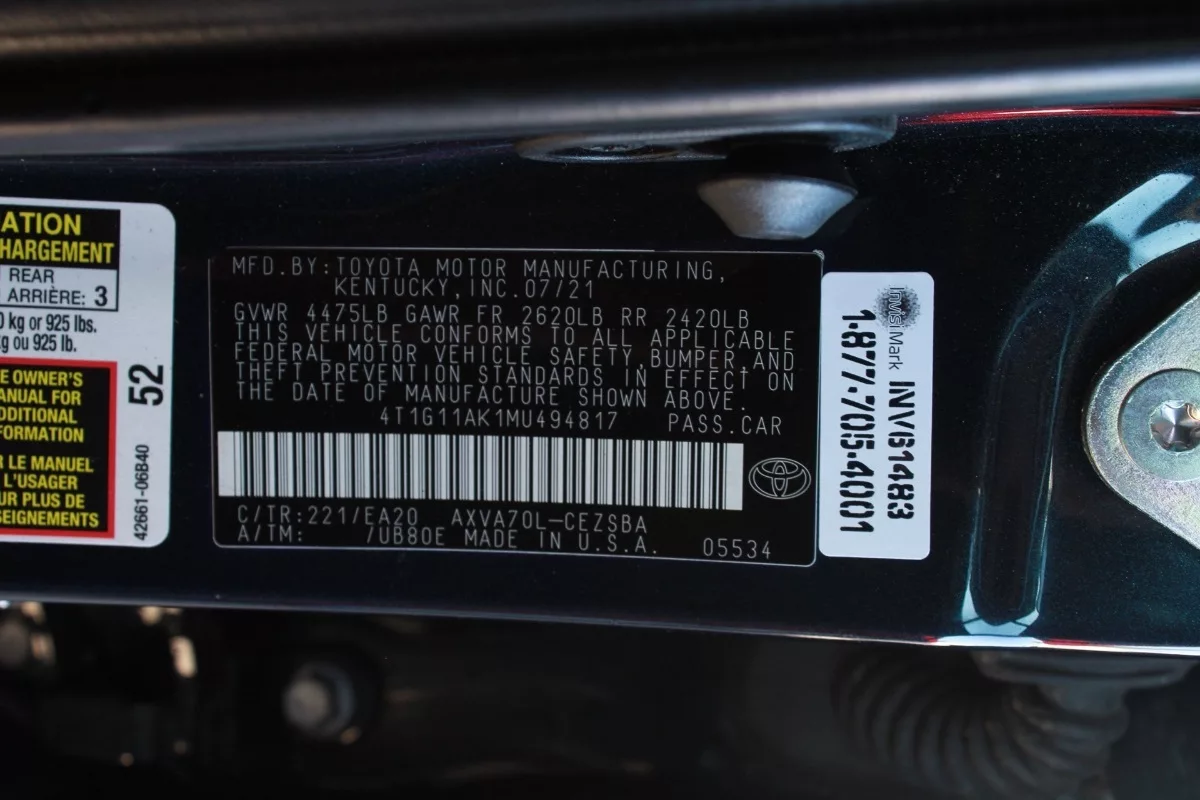 ATION
HARGEMENT
REAR
ARRIÈRE: 3
0 kg or 925 lbs.
kg ou 925 lb.
E OWNER'S
ANUAL FOR
DDITIONAL
FORMATION
R LE MANUEL
L'USAGER
UR PLUS DE
SEIGNEMENTS
52
42661-06B40
MFD.BY:TOYOTA MOTOR MANUFACTURING,
KENTUCKY,INC.07/21
GVWR 4475LB GAWR FR 2620LB RR 2420LB
THIS VEHICLE CONFORMS TO ALL APPLICABLE
FEDERAL MOTOR VEHICLE SAFETY,BUMPER,AND
THEFT PREVENTION STANDARDS IN EFFECT ON
THE DATE OF MANUFACTURE SHOWN ABOVE.
4T1G11AK1MU494817 PASS.CAR
C/TR:221/EA20 AXVA70L-CEZSBA
A/TM: /UB80E MADE IN U.S.A. 05534
InvisiMark INV61483
1.877.705.4001